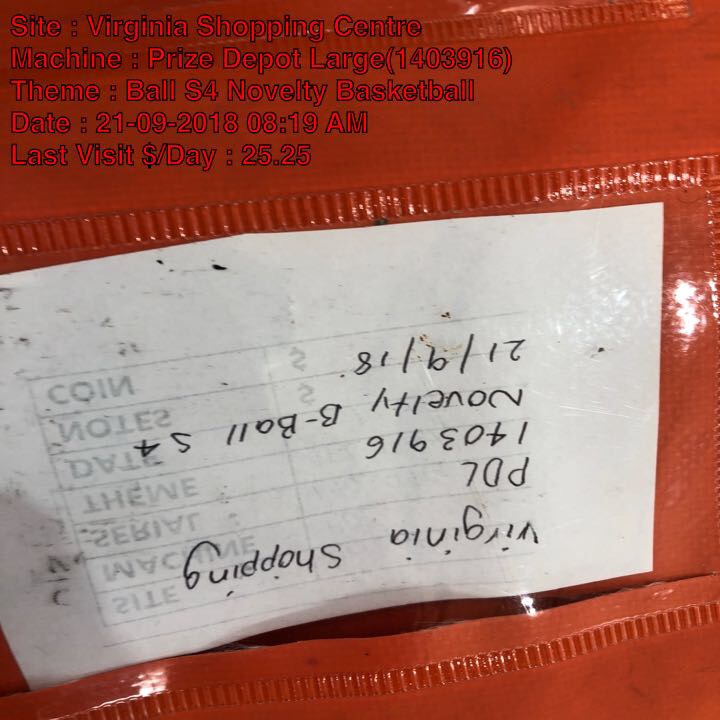 Site : Virginia Shopping Centre
Machine : Prize Depot Large(1403916)
Theme : Ball S4 Novelty Basketball
Date : 21-09-2018 08:19 AM
Last Visit $/Day : 25.25
Virginia Shopping
PDL
1403916
Novelty B-Ball S4
21/9/18
SITE
MACHINE
SERIAL
THEME
DATE
NOTES $
COIN $